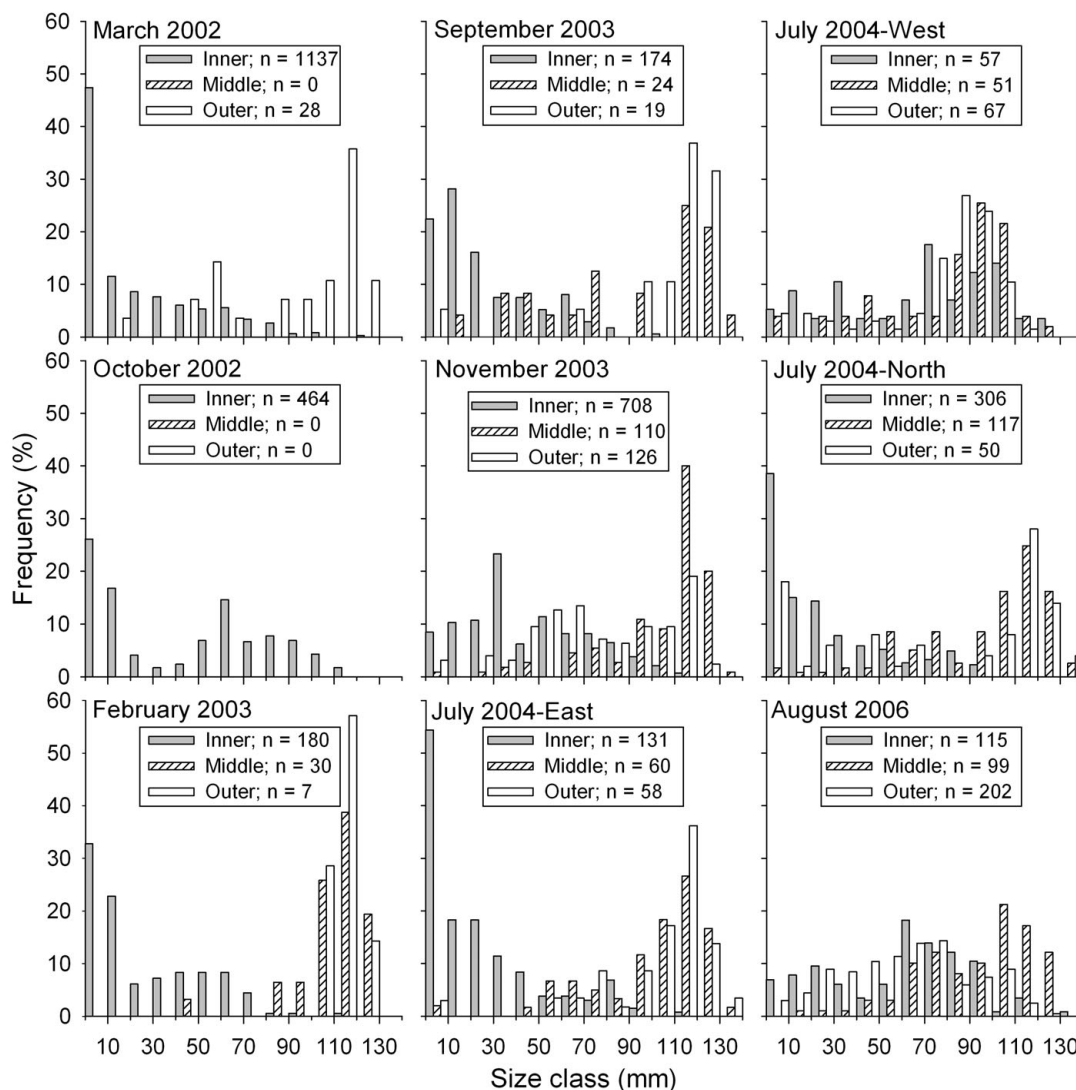 March 2002
Inner; n = 1137
Middle; n = 0
Outer; n = 28
60
50
40
30
20
10
0
September 2003
Inner; n = 174
Middle; n = 24
Outer; n = 19
July 2004-West
Inner; n = 57
Middle; n = 51
Outer; n = 67
October 2002
Inner; n = 464
Middle; n = 0
Outer; n = 0
60
50
40
30
20
10
0
Frequency (%)
November 2003
Inner; n = 708
Middle; n = 110
Outer; n = 126
July 2004-North
Inner; n = 306
Middle; n = 117
Outer; n = 50
February 2003
Inner; n = 180
Middle; n = 30
Outer; n = 7
60
50
40
30
20
10
0
July 2004-East
Inner; n = 131
Middle; n = 60
Outer; n = 58
August 2006
Inner; n = 115
Middle; n = 99
Outer; n = 202
10 30 50 70 90 110 130
10 30 50 70 90 110 130
10 30 50 70 90 110 130
Size class (mm)